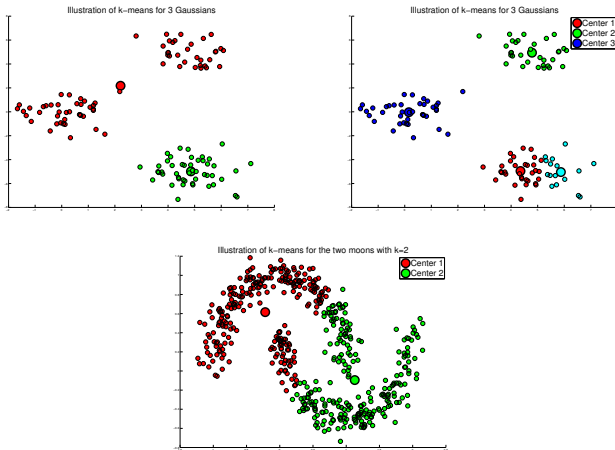 Illustration of k-means for 3 Gaussians
Illustration of k-means for 3 Gaussians
Center 1
Center 2
Center 3
Illustration of k-means for the two moons with k=2
Center 1
Center 2